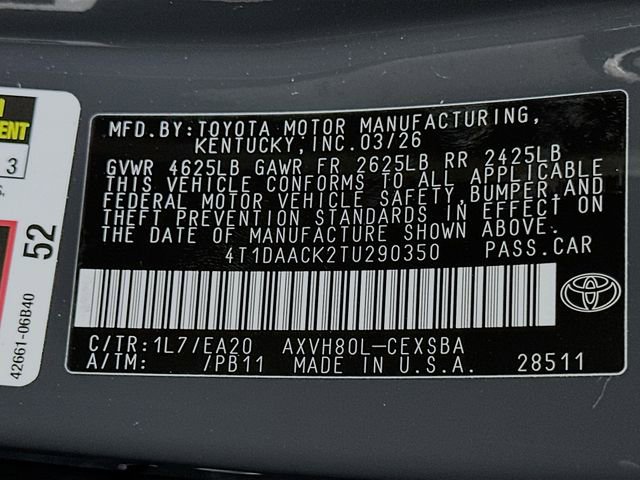 MFD.BY:TOYOTA MOTOR MANUFACTURING,
KENTUCKY,INC.03/26
GVWR 4625LB GAWR FR 2625LB RR 2425LB
THIS VEHICLE CONFORMS TO ALL APPLICABLE
FEDERAL MOTOR VEHICLE SAFETY,BUMPER,AND
THEFT PREVENTION STANDARDS IN EFFECT ON
THE DATE OF MANUFACTURE SHOWN ABOVE.
4T1DAACK2TU290350 PASS.CAR
C/TR:1L7/EA20 AXVH80L-CEXSBA
A/TM: /PB11 MADE IN U.S.A. 28511
3
52
42661-06B40